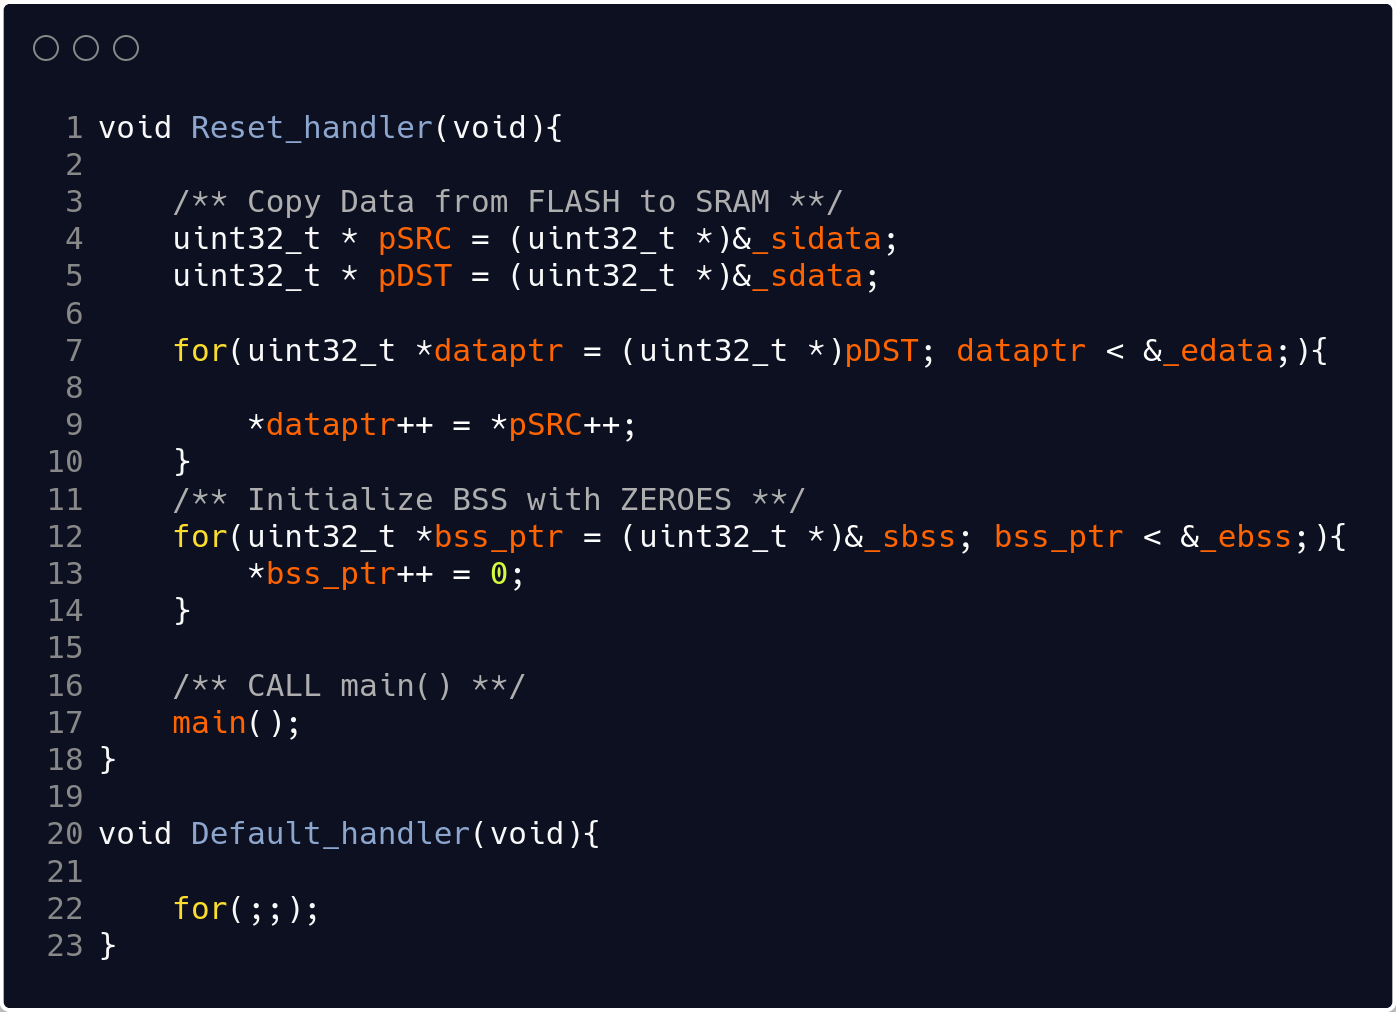 1 void Reset_handler(void){
2
3     /** Copy Data from FLASH to SRAM **/
4     uint32_t * pSRC = (uint32_t *)&_sidata;
5     uint32_t * pDST = (uint32_t *)&_sdata;
6
7     for(uint32_t *dataptr = (uint32_t *)pDST; dataptr < &_edata;){
8
9         *dataptr++ = *pSRC++;
10     }
11     /** Initialize BSS with ZEROES **/
12     for(uint32_t *bss_ptr = (uint32_t *)&_sbss; bss_ptr < &_ebss;){
13         *bss_ptr++ = 0;
14     }
15
16     /** CALL main() **/
17     main();
18 }
19
20 void Default_handler(void){
21
22     for(;;);
23 }